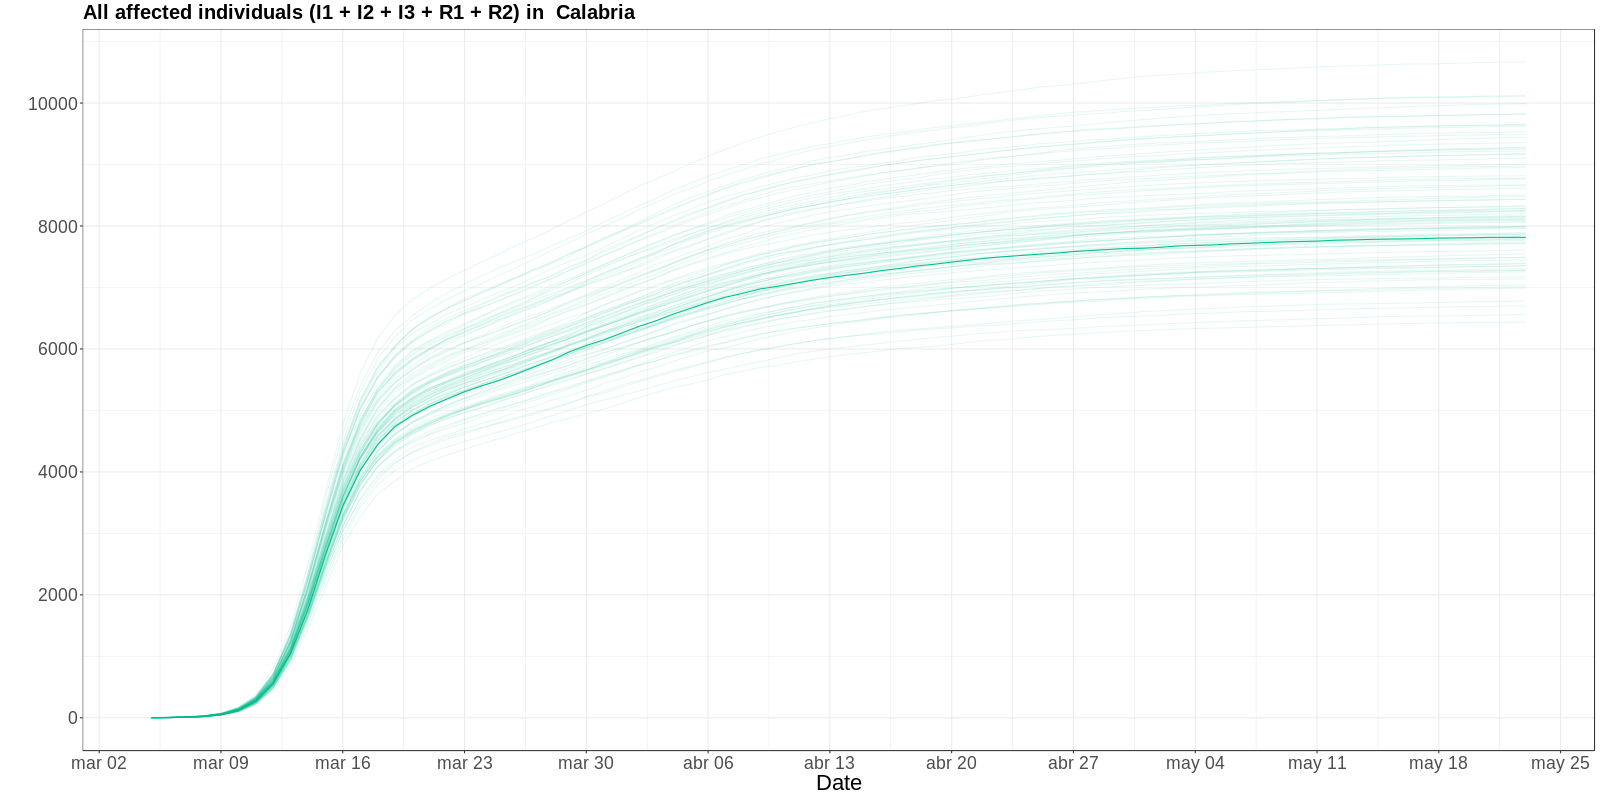 All affected individuals (I1 + I2 + I3 + R1 + R2) in  Calabria
10000
8000
6000
4000
2000
0
mar 02 mar 09 mar 16 mar 23 mar 30 abr 06 abr 13 abr 20 abr 27 may 04 may 11 may 18 may 25
Date